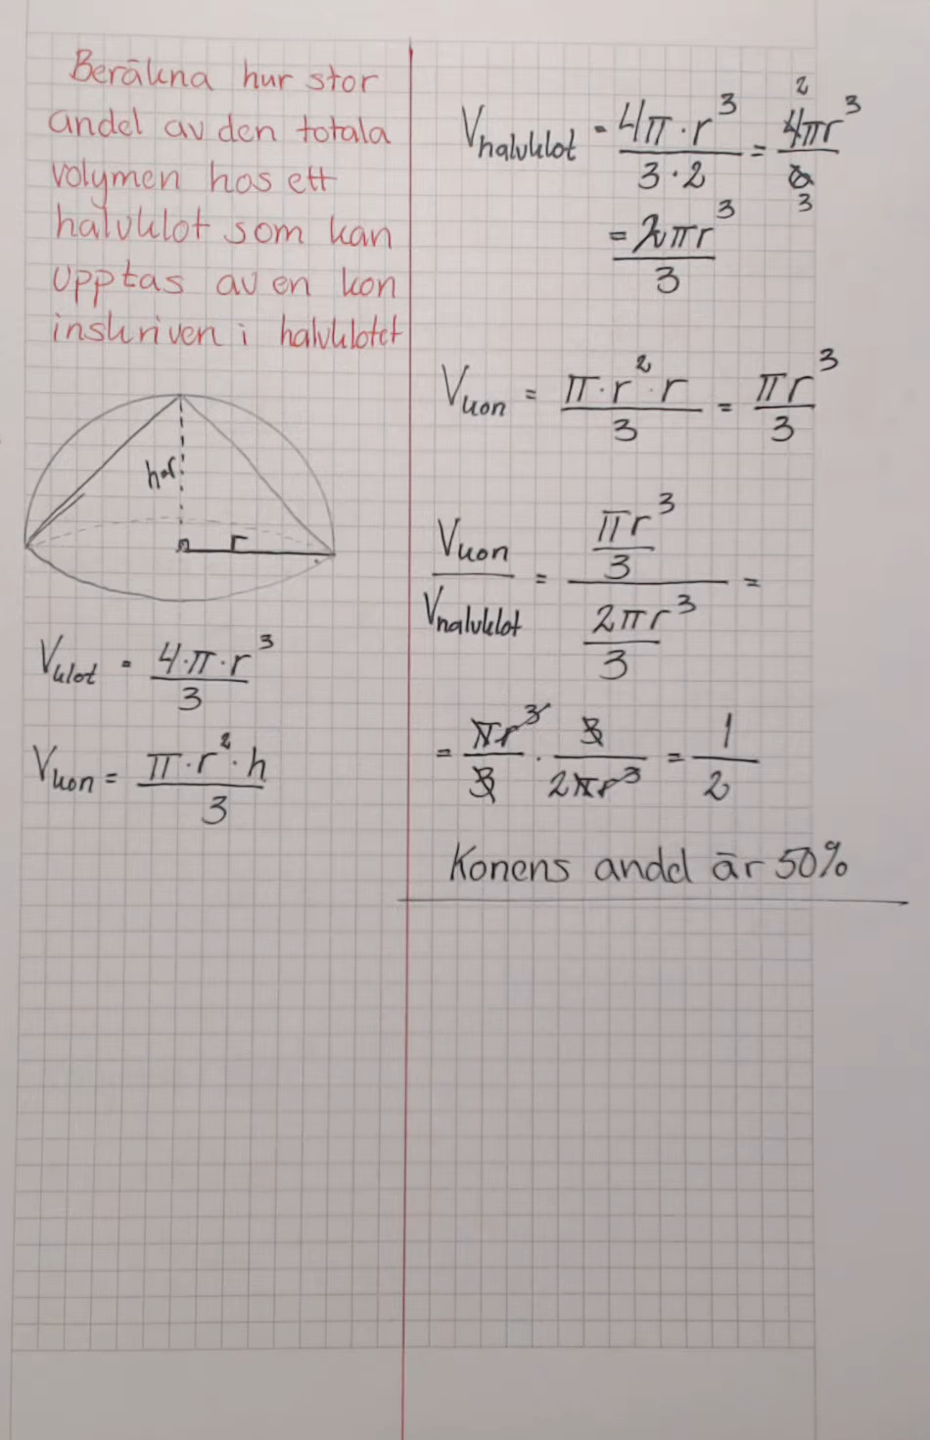 Beräkna hur stor
andel av den totala
volymen hos ett
halvklot som kan
upptas av en kon
inskriven i halvklotet
h=r
r
V_klot = (4·π·r³)/3
V_kon = (π·r²·h)/3
V_halvklot = (4π·r³)/(3·2) = (4πr³)/6
2
3
= (2πr³)/3
V_kon = (π·r²·r)/3 = (πr³)/3
V_kon/V_halvklot = ((πr³)/3)/((2πr³)/3) =
= (πr³)/3 · 3/(2πr³) = 1/2
Konens andel är 50%